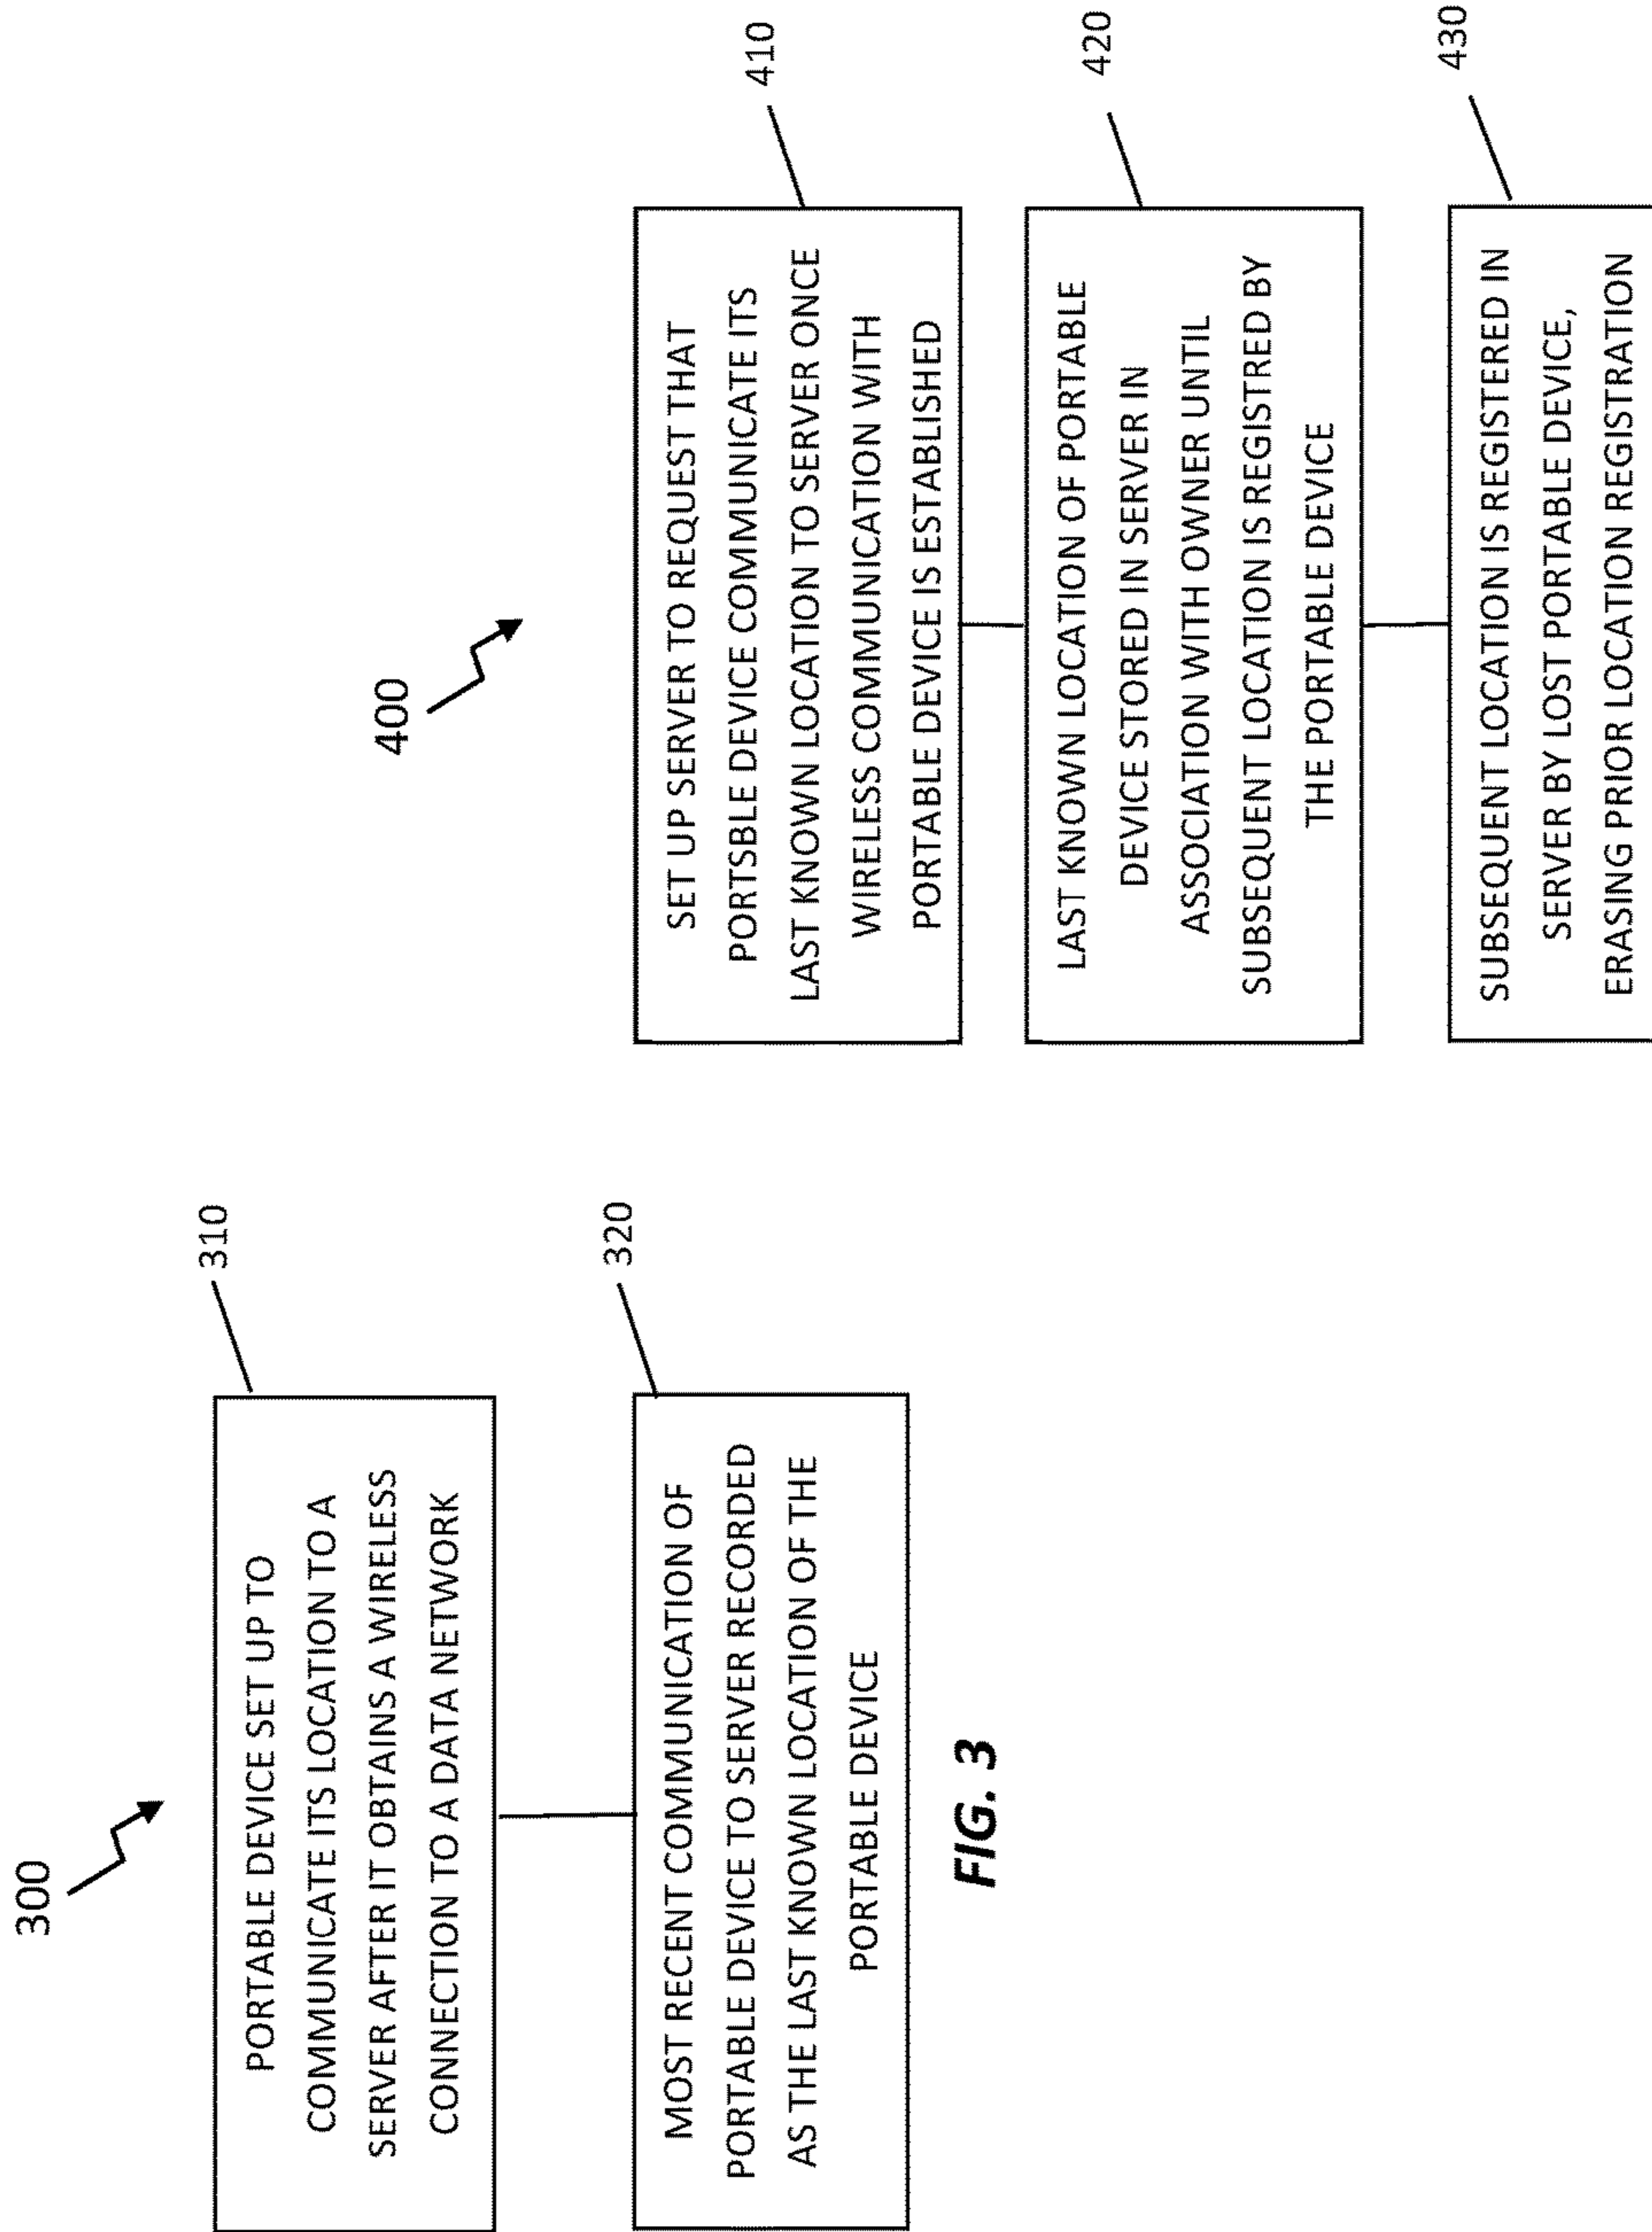 300
310
PORTABLE DEVICE SET UP TO
COMMUNICATE ITS LOCATION TO A
SERVER AFTER IT OBTAINS A WIRELESS
CONNECTION TO A DATA NETWORK
320
MOST RECENT COMMUNICATION OF
PORTABLE DEVICE TO SERVER RECORDED
AS THE LAST KNOWN LOCATION OF THE
PORTABLE DEVICE
FIG. 3
400
410
SET UP SERVER TO REQUEST THAT
PORTSBLE DEVICE COMMUNICATE ITS
LAST KNOWN LOCATION TO SERVER ONCE
WIRELESS COMMUNICATION WITH
PORTABLE DEVICE IS ESTABLISHED
420
LAST KNOWN LOCATION OF PORTABLE
DEVICE STORED IN SERVER IN
ASSOCIATION WITH OWNER UNTIL
SUBSEQUENT LOCATION IS REGISTRED BY
THE PORTABLE DEVICE
430
SUBSEQUENT LOCATION IS REGISTERED IN
SERVER BY LOST PORTABLE DEVICE,
ERASING PRIOR LOCATION REGISTRATION